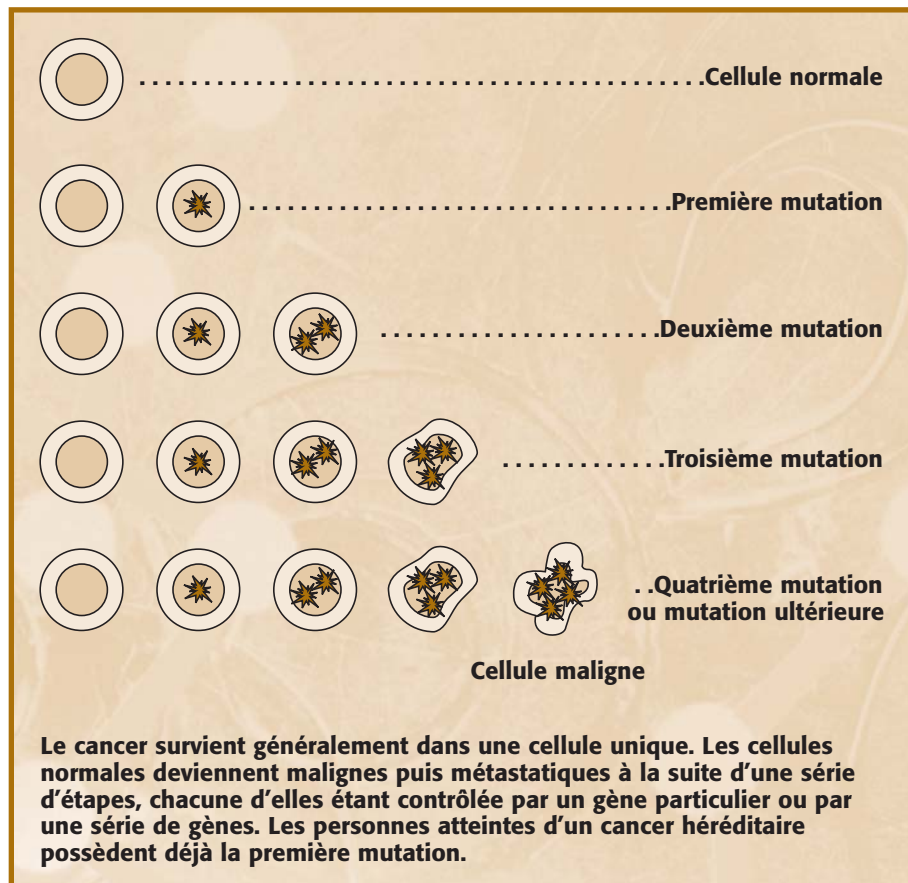 . . . . . . . . . . . . . . . . . . . . . . . . . . . . . . . . . . . . . . . . . . .Cellule normale
. . . . . . . . . . . . . . . . . . . . . . . . . . . . . . . . .Première mutation
. . . . . . . . . . . . . . . . . . . . . .Deuxième mutation
. . . . . . . . . . . . .Troisième mutation
. .Quatrième mutation
ou mutation ultérieure
Cellule maligne
Le cancer survient généralement dans une cellule unique. Les cellules
normales deviennent malignes puis métastatiques à la suite d’une série
d’étapes, chacune d’elles étant contrôlée par un gène particulier ou par
une série de gènes. Les personnes atteintes d’un cancer héréditaire
possèdent déjà la première mutation.